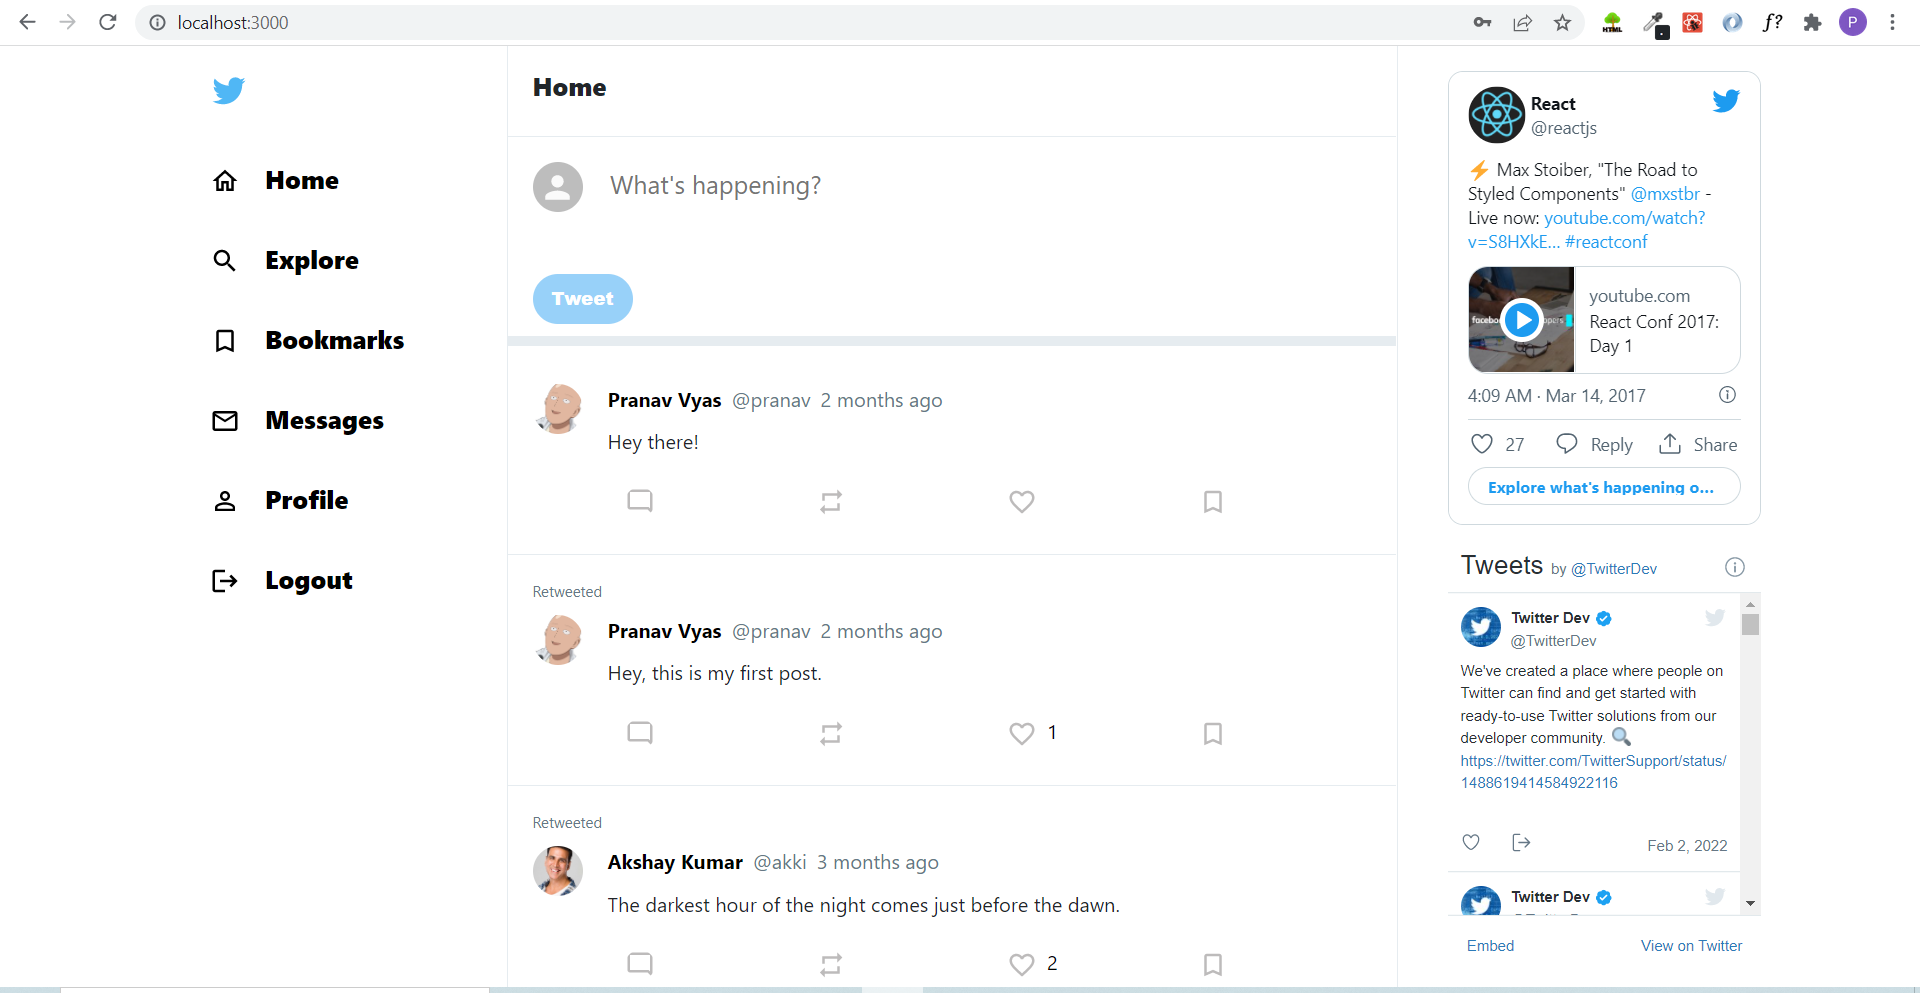 localhost:3000
HTML
f?
P
Home
Explore
Bookmarks
Messages
Profile
Logout
Home
What's happening?
Tweet
Pranav Vyas @pranav 2 months ago
Hey there!
Retweeted
Pranav Vyas @pranav 2 months ago
Hey, this is my first post.
1
Retweeted
Akshay Kumar @akki 3 months ago
The darkest hour of the night comes just before the dawn.
2
React
@reactjs
⚡ Max Stoiber, "The Road to
Styled Components" @mxstbr -
Live now: youtube.com/watch?
v=S8HXkE... #reactconf
youtube.com
React Conf 2017:
Day 1
4:09 AM · Mar 14, 2017
27 Reply Share
Explore what's happening o...
Tweets by @TwitterDev
Twitter Dev
@TwitterDev
We've created a place where people on
Twitter can find and get started with
ready-to-use Twitter solutions from our
developer community. 🔍
https://twitter.com/TwitterSupport/status/
1488619414584922116
Feb 2, 2022
Twitter Dev
Embed View on Twitter